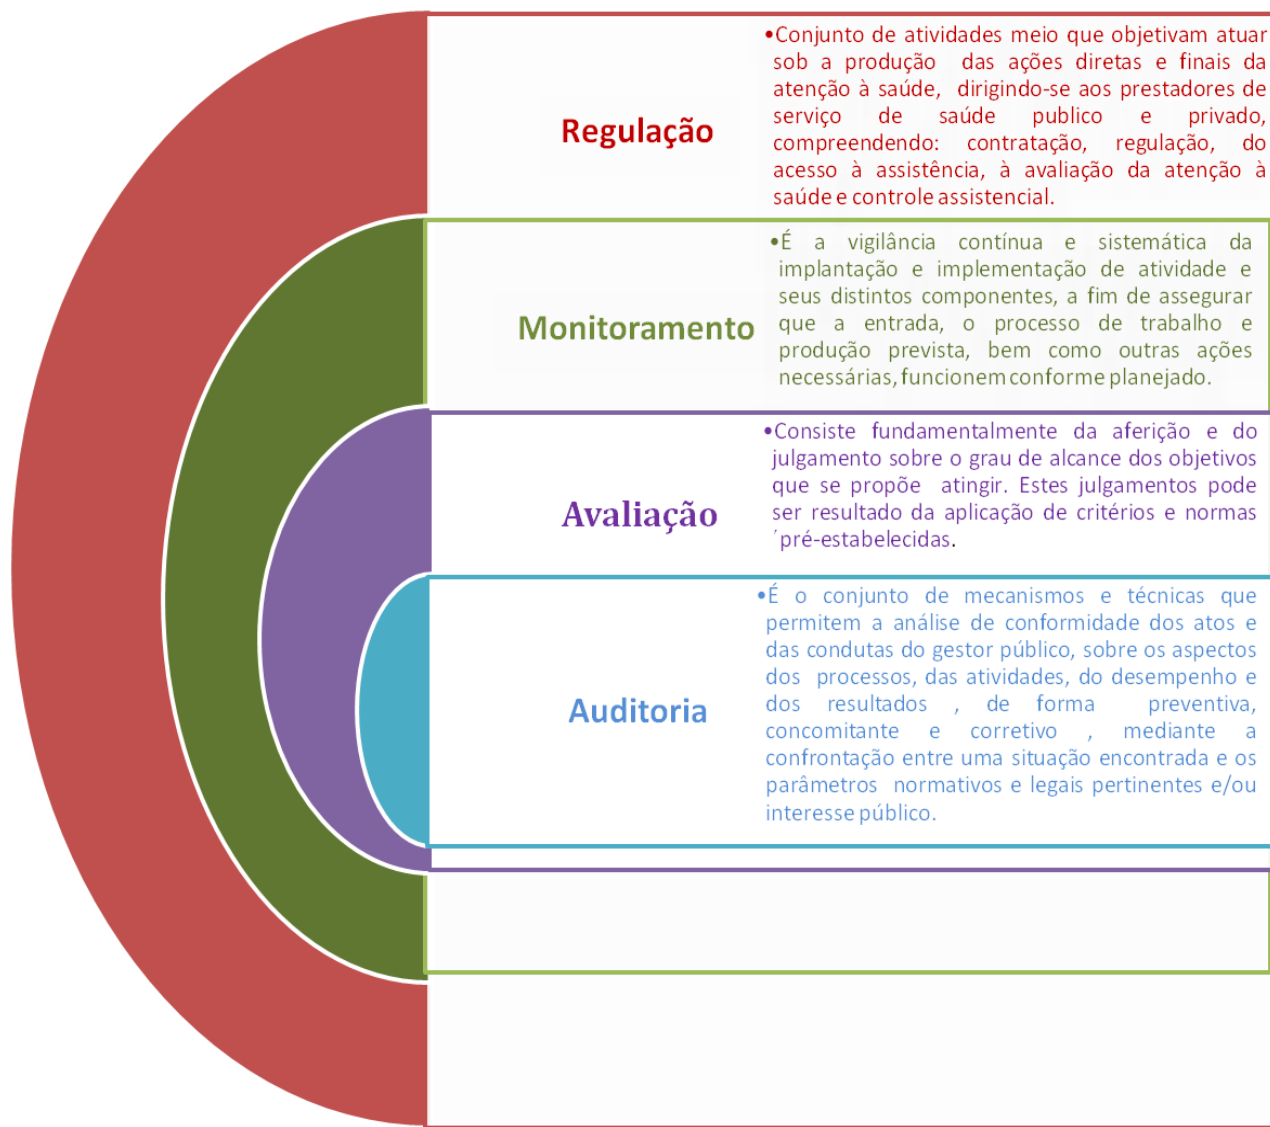 Regulação
•Conjunto de atividades meio que objetivam atuar
sob a produção das ações diretas e finais da
atenção à saúde, dirigindo-se aos prestadores de
serviço de saúde publico e privado,
compreendendo: contratação, regulação, do
acesso à assistência, à avaliação da atenção à
saúde e controle assistencial.
Monitoramento
•É a vigilância contínua e sistemática da
implantação e implementação de atividade e
seus distintos componentes, a fim de assegurar
que a entrada, o processo de trabalho e
produção prevista, bem como outras ações
necessárias, funcionem conforme planejado.
Avaliação
•Consiste fundamentalmente da aferição e do
julgamento sobre o grau de alcance dos objetivos
que se propõe atingir. Estes julgamentos pode
ser resultado da aplicação de critérios e normas
´pré-estabelecidas.
Auditoria
•É o conjunto de mecanismos e técnicas que
permitem a análise de conformidade dos atos e
das condutas do gestor público, sobre os aspectos
dos processos, das atividades, do desempenho e
dos resultados , de forma preventiva,
concomitante e corretivo , mediante a
confrontação entre uma situação encontrada e os
parâmetros normativos e legais pertinentes e/ou
interesse público.